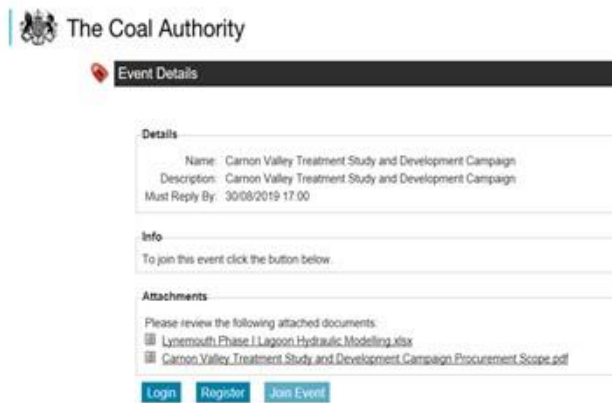 The Coal Authority
Event Details
Details
Name: Carnon Valley Treatment Study and Development Campaign
Description: Carnon Valley Treatment Study and Development Campaign
Must Reply By: 30/08/2019 17:00
Info
To join this event click the button below.
Attachments
Please review the following attached documents:
Lynemouth Phase I Lagoon Hydraulic Modelling.xlsx
Carnon Valley Treatment Study and Development Campaign Procurement Scope.pdf
Login Register Join Event